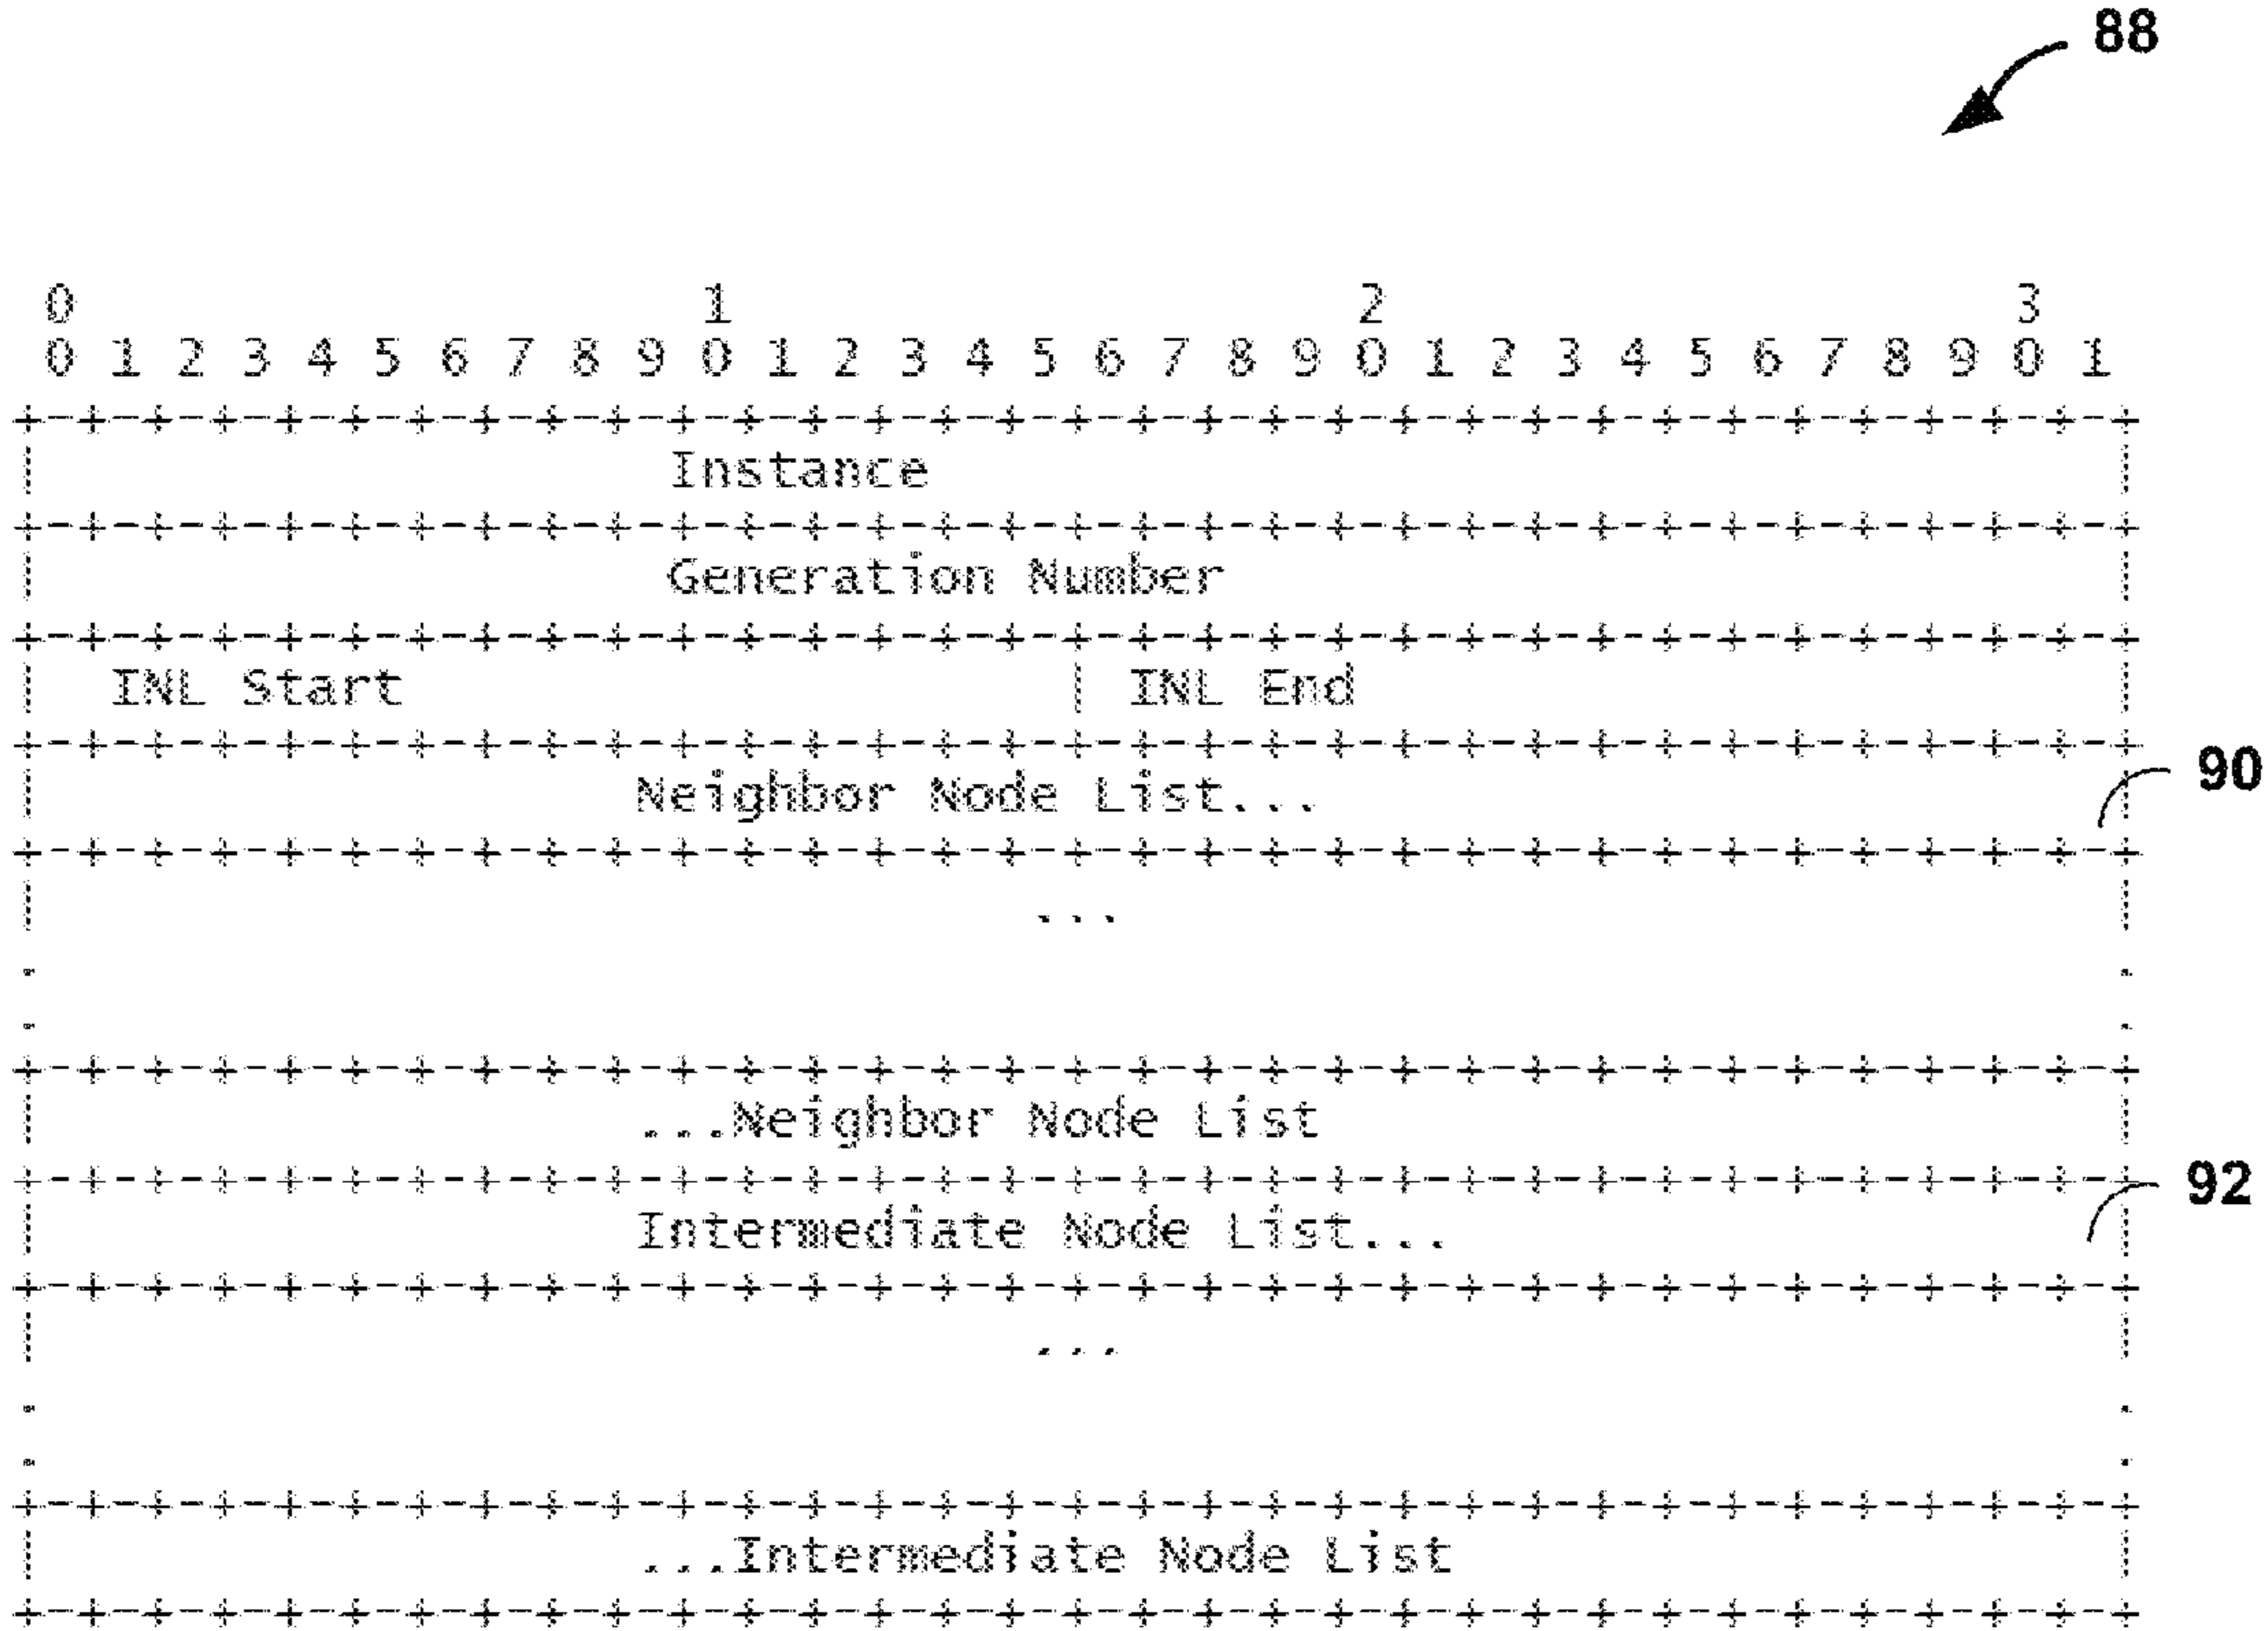 88
0 1 2 3
0 1 2 3 4 5 6 7 8 9 0 1 2 3 4 5 6 7 8 9 0 1 2 3 4 5 6 7 8 9 0 1
+-+-+-+-+-+-+-+-+-+-+-+-+-+-+-+-+-+-+-+-+-+-+-+-+-+-+-+-+-+-+-+-+
| Instance |
+-+-+-+-+-+-+-+-+-+-+-+-+-+-+-+-+-+-+-+-+-+-+-+-+-+-+-+-+-+-+-+-+
| Generation Number |
+-+-+-+-+-+-+-+-+-+-+-+-+-+-+-+-+-+-+-+-+-+-+-+-+-+-+-+-+-+-+-+-+
| INL Start | INL End |
+-+-+-+-+-+-+-+-+-+-+-+-+-+-+-+-+-+-+-+-+-+-+-+-+-+-+-+-+-+-+-+-+
| Neighbor Node List... | 90
+-+-+-+-+-+-+-+-+-+-+-+-+-+-+-+-+-+-+-+-+-+-+-+-+-+-+-+-+-+-+-+-+
| ... |
. .
. .
+-+-+-+-+-+-+-+-+-+-+-+-+-+-+-+-+-+-+-+-+-+-+-+-+-+-+-+-+-+-+-+-+
| ...Neighbor Node List |
+-+-+-+-+-+-+-+-+-+-+-+-+-+-+-+-+-+-+-+-+-+-+-+-+-+-+-+-+-+-+-+-+ 92
| Intermediate Node List... |
+-+-+-+-+-+-+-+-+-+-+-+-+-+-+-+-+-+-+-+-+-+-+-+-+-+-+-+-+-+-+-+-+
| ... |
. .
. .
+-+-+-+-+-+-+-+-+-+-+-+-+-+-+-+-+-+-+-+-+-+-+-+-+-+-+-+-+-+-+-+-+
| ...Intermediate Node List |
+-+-+-+-+-+-+-+-+-+-+-+-+-+-+-+-+-+-+-+-+-+-+-+-+-+-+-+-+-+-+-+-+